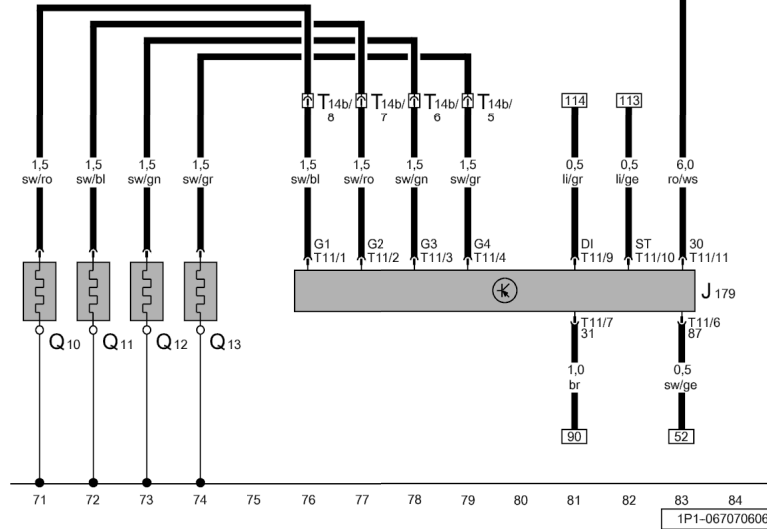 T14b/ T14b/ T14b/ T14b/
8 7 6 5
114 113
1,5 1,5 1,5 1,5 1,5 1,5 1,5 1,5 0,5 0,5 6,0
sw/ro sw/bl sw/gn sw/gr sw/bl sw/ro sw/gn sw/gr li/gr li/ge ro/ws
G1 G2 G3 G4 DI ST 30
T11/1 T11/2 T11/3 T11/4 T11/9 T11/10 T11/11
J 179
Q10 Q11 Q12 Q13
T11/7 T11/6
31 87
1,0 0,5
br sw/ge
90 52
71 72 73 74 75 76 77 78 79 80 81 82 83 84
1P1-067070606